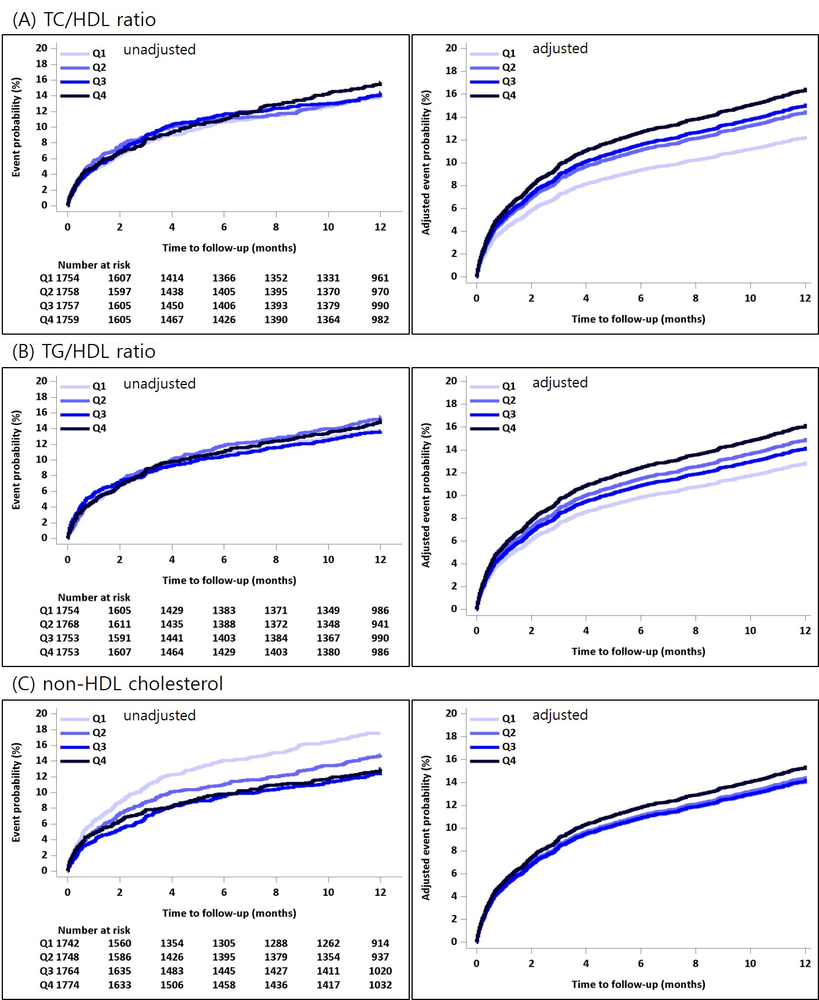 (A) TC/HDL ratio
unadjusted
Q1
Q2
Q3
Q4
Event probability (%)
20
18
16
14
12
10
8
6
4
2
0
0 2 4 6 8 10 12
Time to follow-up (months)
Number at risk
Q1 1754 1607 1414 1366 1352 1331 961
Q2 1758 1597 1438 1405 1395 1370 970
Q3 1757 1605 1450 1406 1393 1379 990
Q4 1759 1605 1467 1426 1390 1364 982
adjusted
Q1
Q2
Q3
Q4
Adjusted event probability (%)
20
18
16
14
12
10
8
6
4
2
0
0 2 4 6 8 10 12
Time to follow-up (months)
(B) TG/HDL ratio
unadjusted
Q1
Q2
Q3
Q4
Event probability (%)
20
18
16
14
12
10
8
6
4
2
0
0 2 4 6 8 10 12
Time to follow-up (months)
Number at risk
Q1 1754 1605 1429 1383 1371 1349 986
Q2 1768 1611 1435 1388 1372 1348 941
Q3 1753 1591 1441 1403 1384 1367 990
Q4 1753 1607 1464 1429 1403 1380 986
adjusted
Q1
Q2
Q3
Q4
Adjusted event probability (%)
20
18
16
14
12
10
8
6
4
2
0
0 2 4 6 8 10 12
Time to follow-up (months)
(C) non-HDL cholesterol
unadjusted
Q1
Q2
Q3
Q4
Event probability (%)
20
18
16
14
12
10
8
6
4
2
0
0 2 4 6 8 10 12
Time to follow-up (months)
Number at risk
Q1 1742 1560 1354 1305 1288 1262 914
Q2 1748 1586 1426 1395 1379 1354 937
Q3 1764 1635 1483 1445 1427 1411 1020
Q4 1774 1633 1506 1458 1436 1417 1032
adjusted
Q1
Q2
Q3
Q4
Adjusted event probability (%)
20
18
16
14
12
10
8
6
4
2
0
0 2 4 6 8 10 12
Time to follow-up (months)